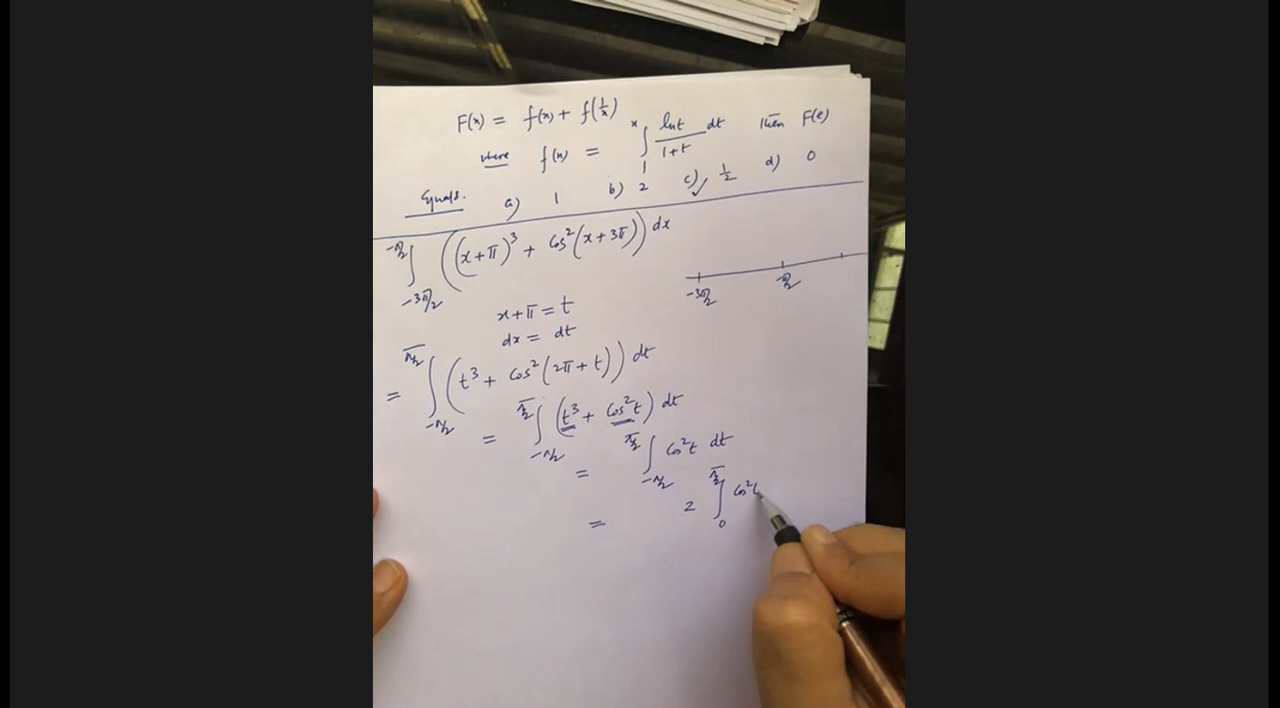 F(x) = f(x) + f(1/x)
where f(x) = ∫₁ˣ lnt/(1+t) dt then F(e)
Equals. a) 1 b) 2 c) ✓ 1/2 d) 0
∫_{-3π/2}^{-π/2} ((x+π)³ + Cos²(x+3π)) dx
-3π/2 -π/2
x+π = t
dx = dt
= ∫_{-π/2}^{π/2} (t³ + Cos²(2π+t)) dt
= ∫_{-π/2}^{π/2} (t³ + Cos²t) dt
= ∫_{-π/2}^{π/2} Cos²t dt
= 2 ∫₀^{π/2} Cos²t